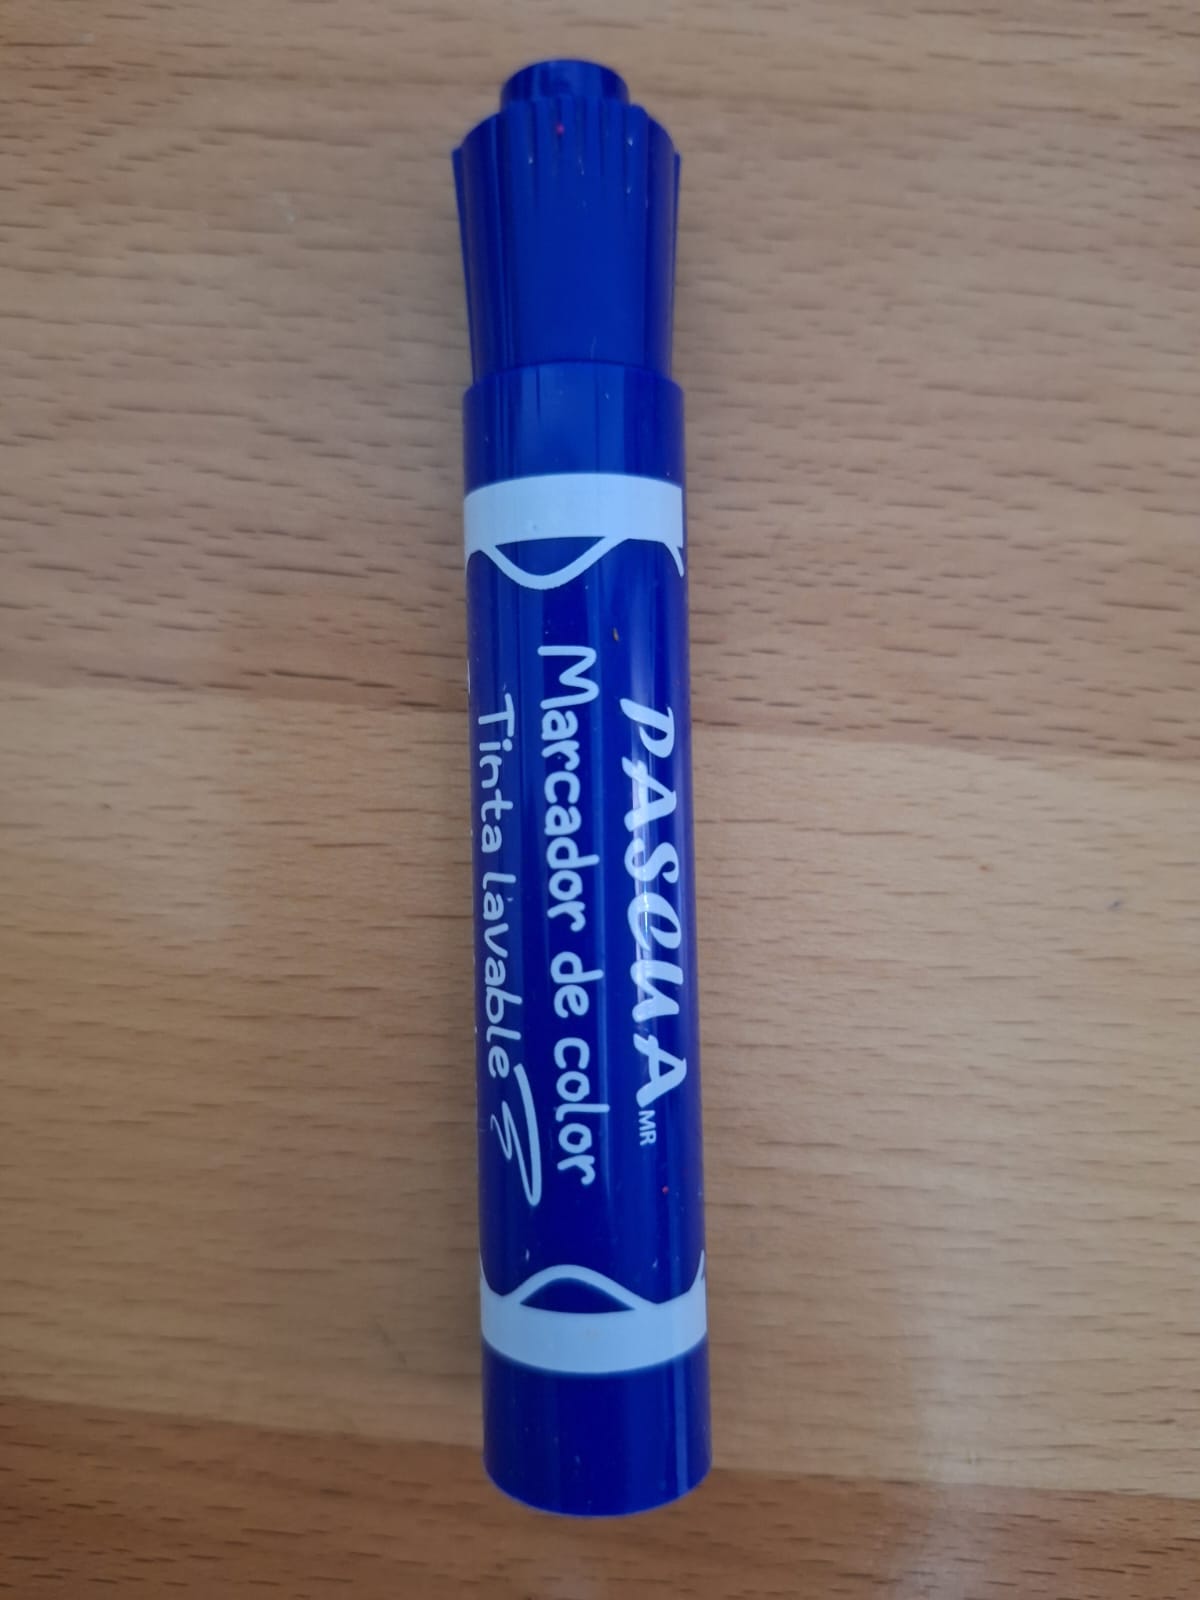 PASCUA MR
Marcador de color
Tinta lavable